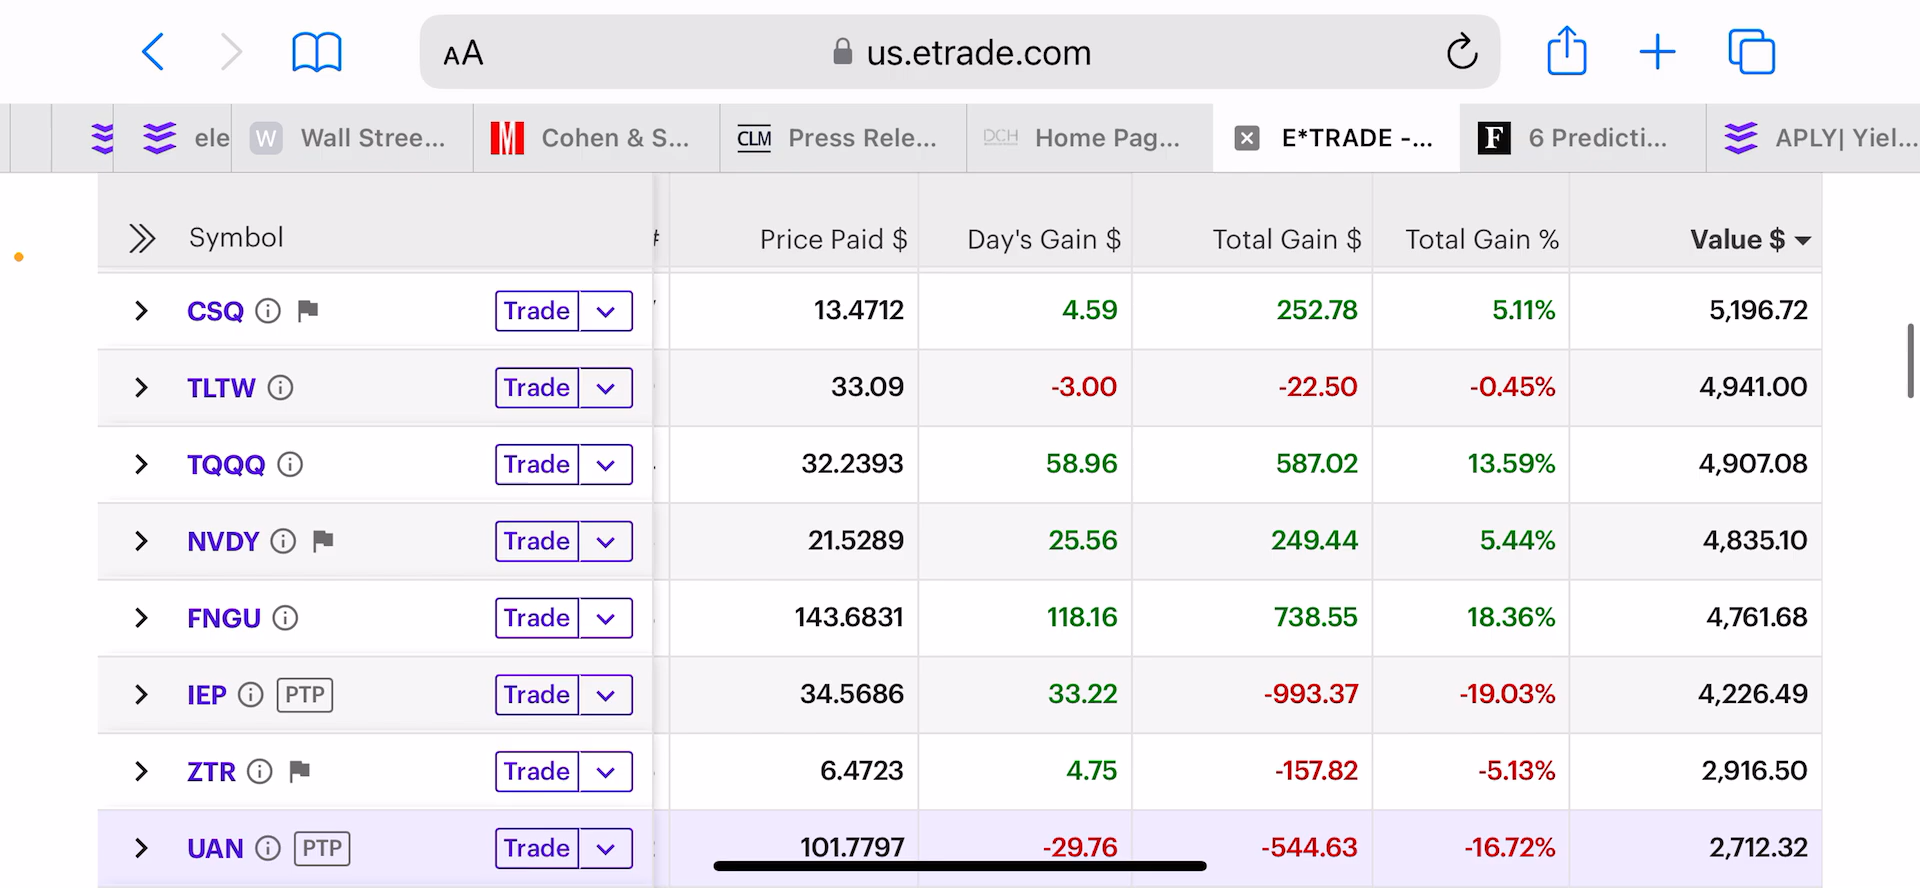 AA us.etrade.com
ele W Wall Stree... M Cohen & S... CLM Press Rele... DCH Home Pag... E*TRADE -... F 6 Predicti... APLY| Yiel...
Symbol Price Paid $ Day's Gain $ Total Gain $ Total Gain % Value $
CSQ Trade 13.4712 4.59 252.78 5.11% 5,196.72
TLTW Trade 33.09 -3.00 -22.50 -0.45% 4,941.00
TQQQ Trade 32.2393 58.96 587.02 13.59% 4,907.08
NVDY Trade 21.5289 25.56 249.44 5.44% 4,835.10
FNGU Trade 143.6831 118.16 738.55 18.36% 4,761.68
IEP PTP Trade 34.5686 33.22 -993.37 -19.03% 4,226.49
ZTR Trade 6.4723 4.75 -157.82 -5.13% 2,916.50
UAN PTP Trade 101.7797 -29.76 -544.63 -16.72% 2,712.32